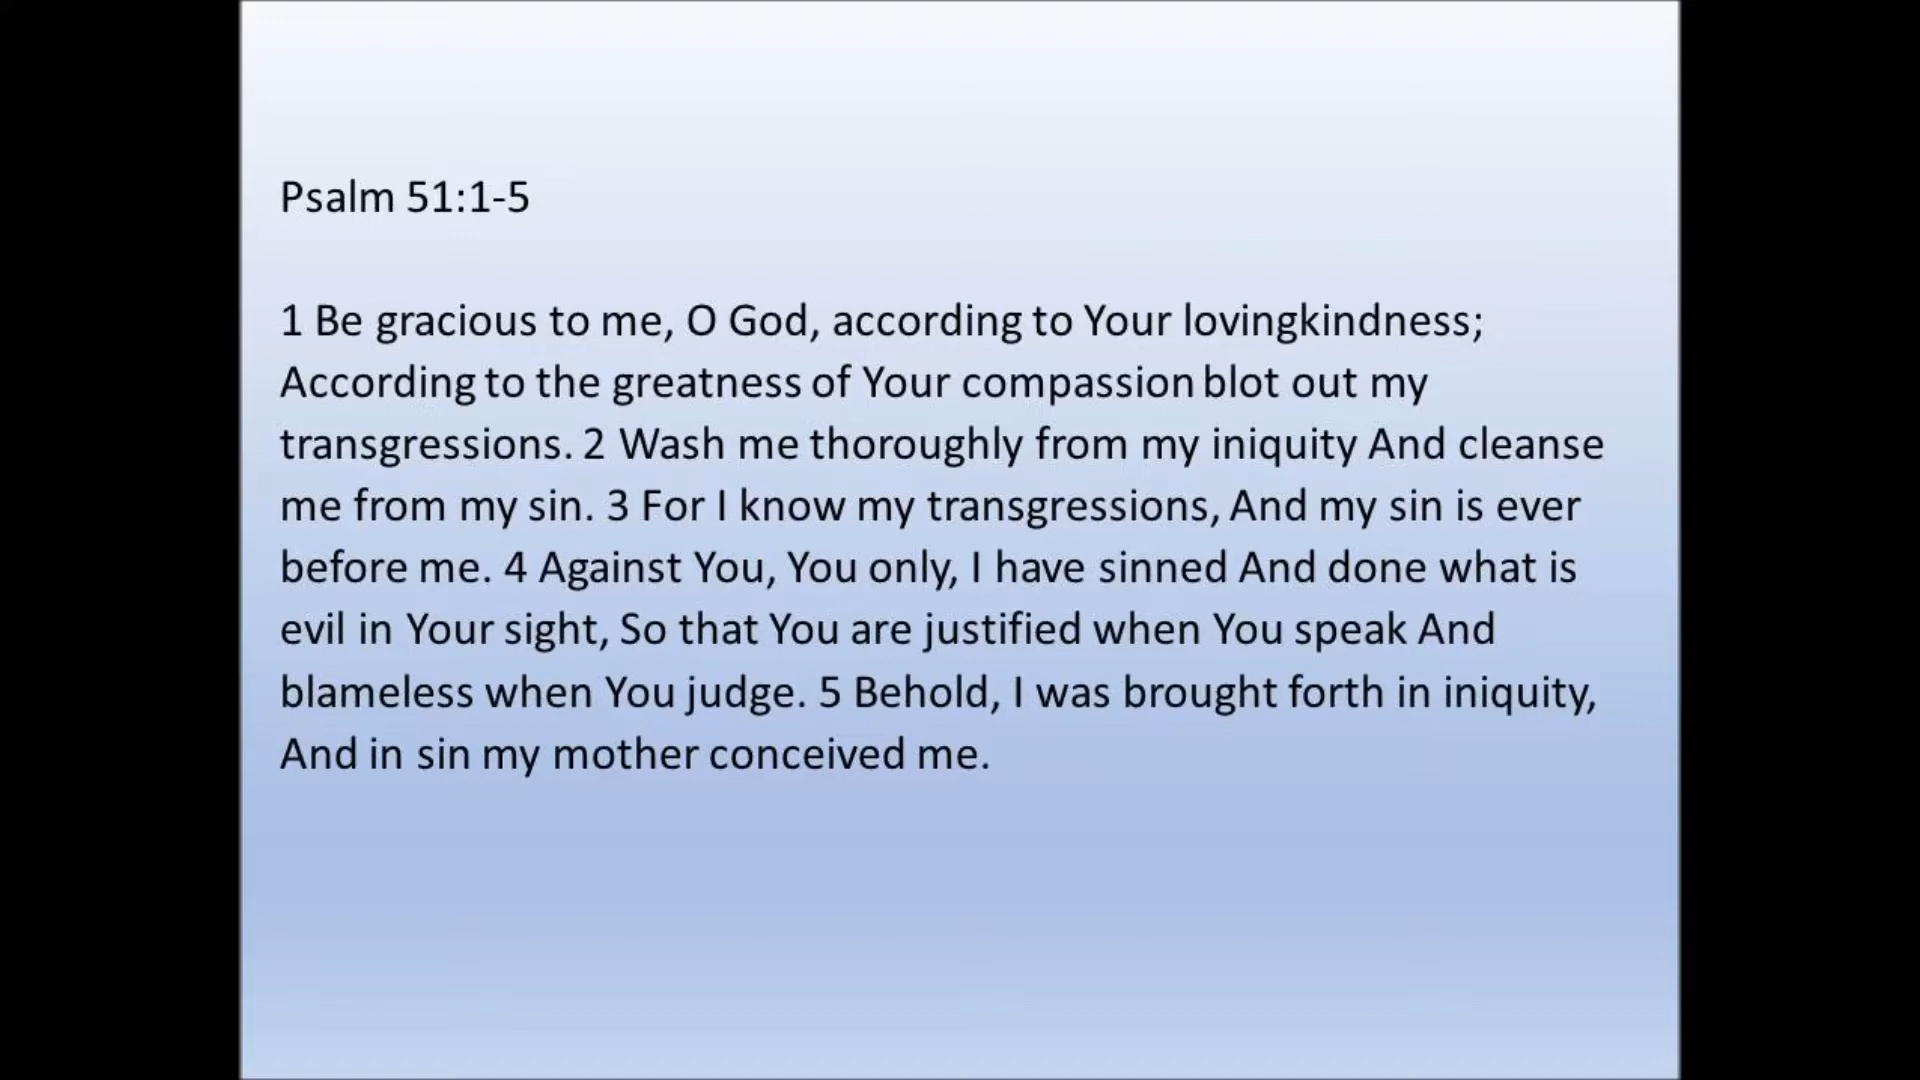 Psalm 51:1-5
1 Be gracious to me, O God, according to Your lovingkindness;
According to the greatness of Your compassion blot out my
transgressions. 2 Wash me thoroughly from my iniquity And cleanse
me from my sin. 3 For I know my transgressions, And my sin is ever
before me. 4 Against You, You only, I have sinned And done what is
evil in Your sight, So that You are justified when You speak And
blameless when You judge. 5 Behold, I was brought forth in iniquity,
And in sin my mother conceived me.